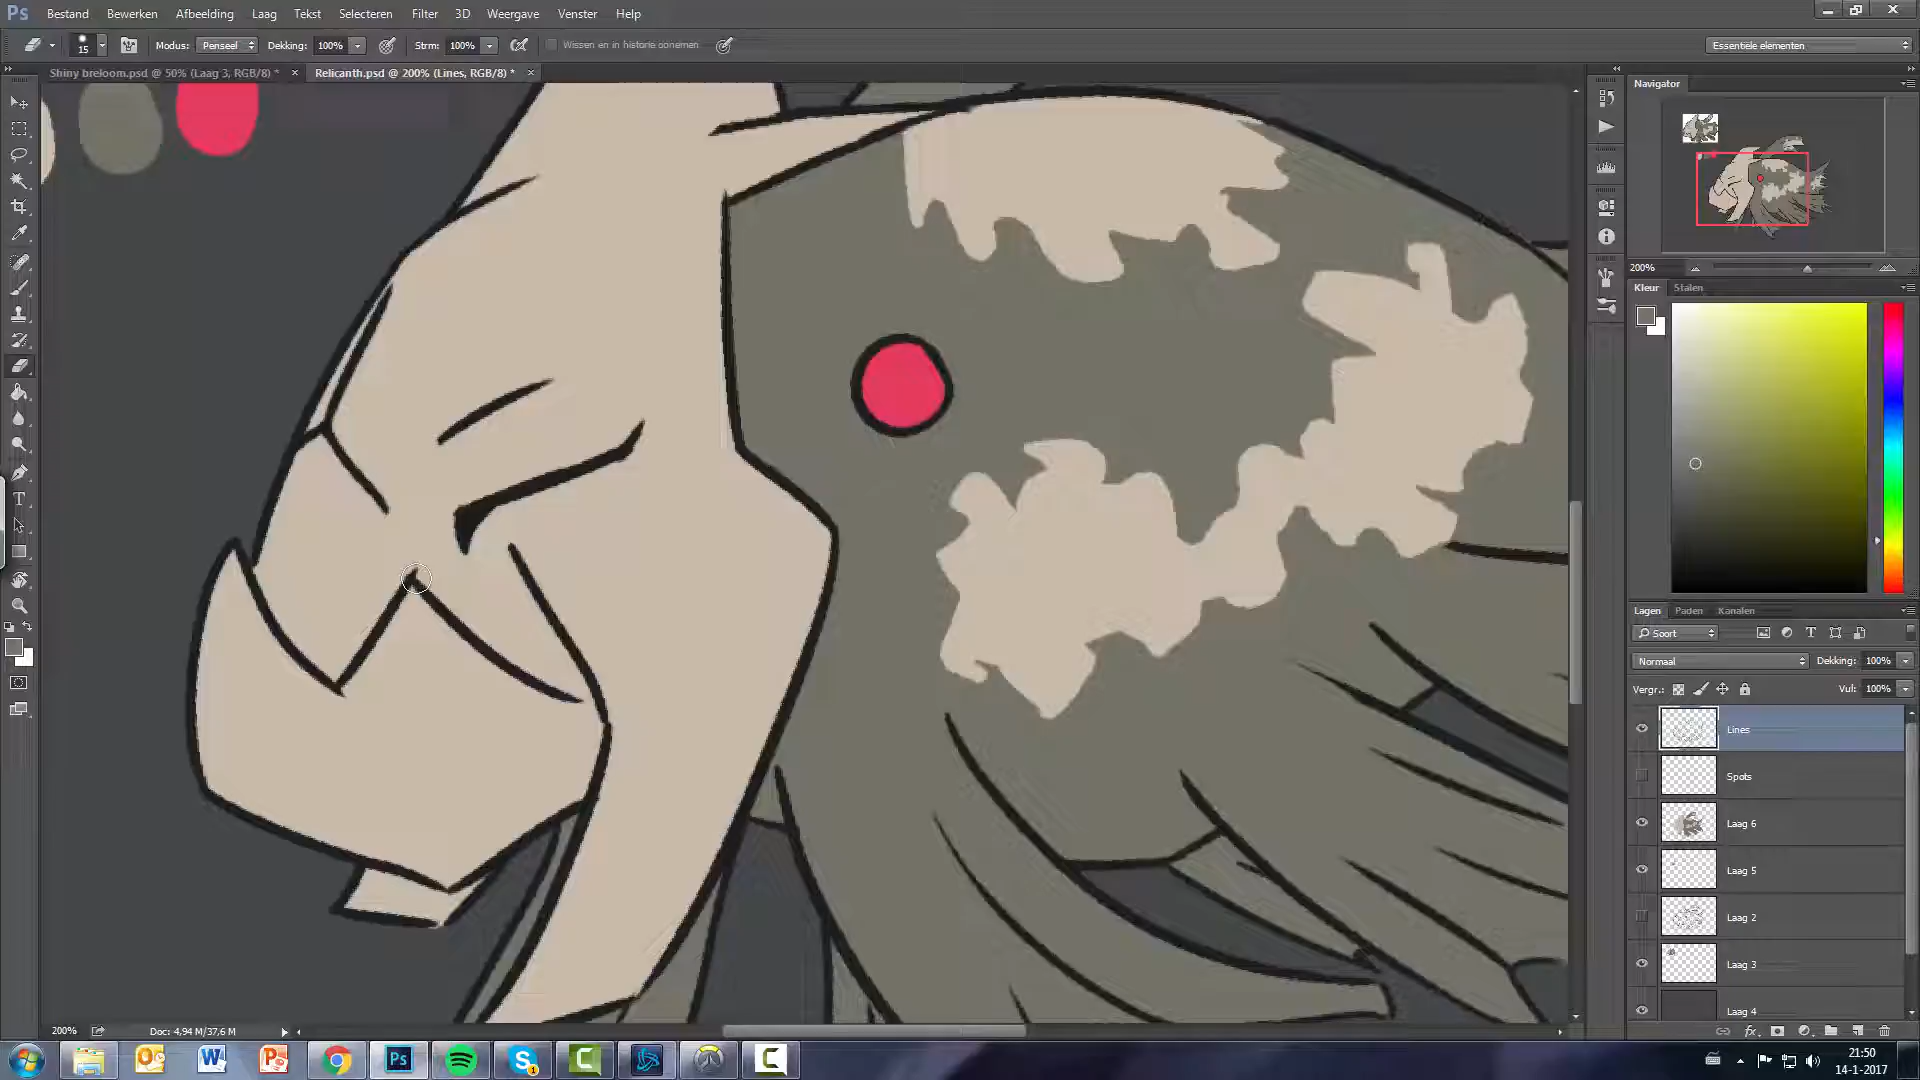 Ps Bestand Bewerken Afbeelding Laag Tekst Selecteren Filter 3D Weergave Venster Help
15 Modus: Penseel Dekking: 100% Strm: 100% Wissen en in historie opnemen Essentiële elementen
Shiny breloom.psd @ 50% (Laag 3, RGB/8) * × Relicanth.psd @ 200% (Lines, RGB/8) * ×
Navigator
200%
Kleur Stalen
Lagen Paden Kanalen
Soort
Normaal Dekking: 100%
Vergr.: Vul: 100%
Lines
Spots
Laag 6
Laag 5
Laag 2
Laag 3
Laag 4
200% Doc: 4,94 M/37,6 M
21:50
14-1-2017